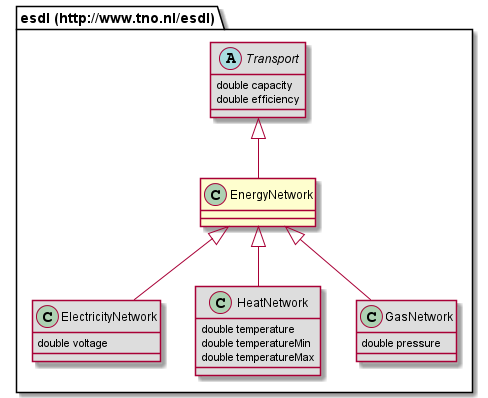 esdl (http://www.tno.nl/esdl)
A Transport
double capacity
double efficiency
C EnergyNetwork
C ElectricityNetwork
double voltage
C HeatNetwork
double temperature
double temperatureMin
double temperatureMax
C GasNetwork
double pressure